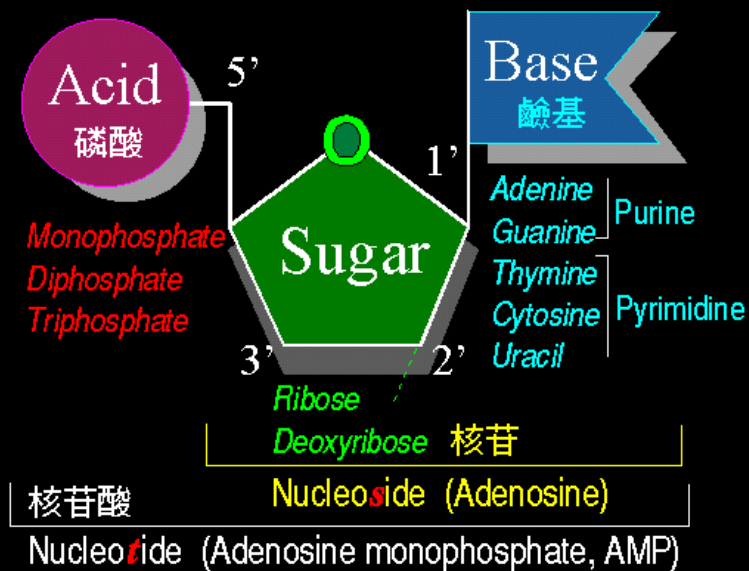 Acid
磷酸
5’
Base
鹼基
1’
Sugar
3’
2’
Monophosphate
Diphosphate
Triphosphate
Adenine
Guanine
Purine
Thymine
Cytosine
Uracil
Pyrimidine
Ribose
Deoxyribose 核苷
Nucleoside (Adenosine)
核苷酸
Nucleotide (Adenosine monophosphate, AMP)